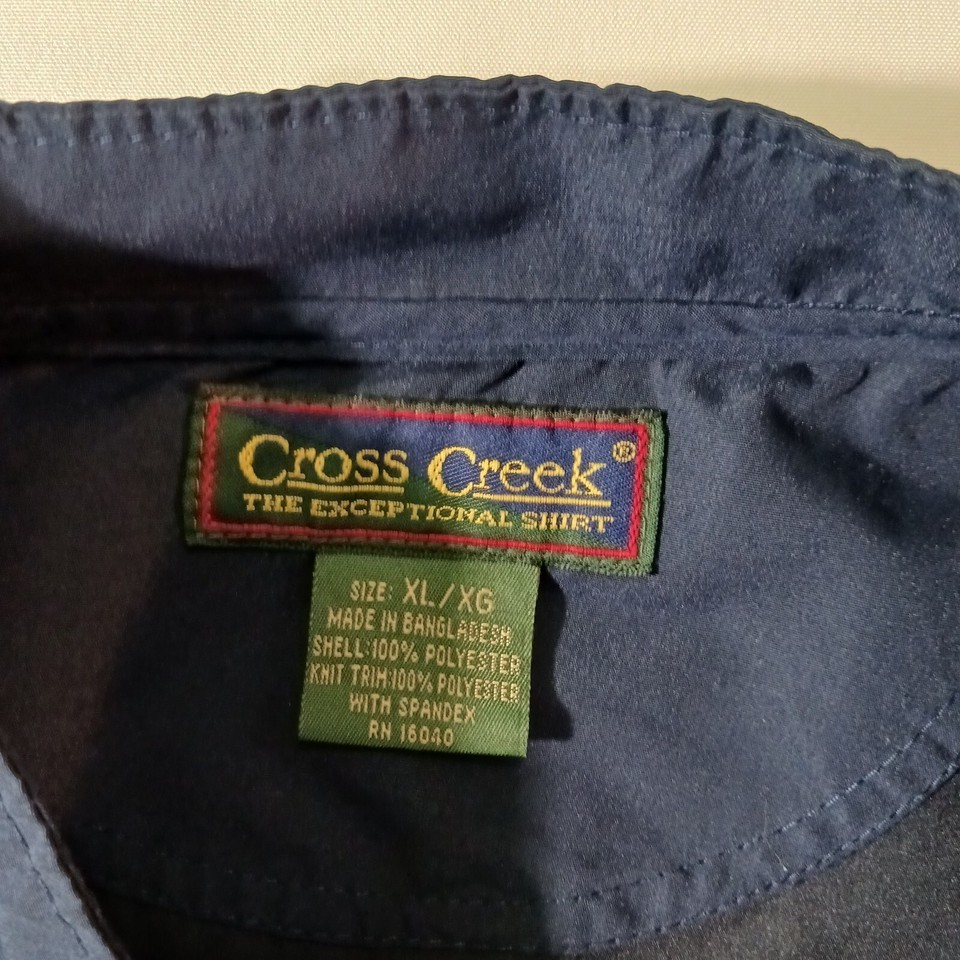 Cross Creek®
THE EXCEPTIONAL SHIRT
SIZE: XL/XG
MADE IN BANGLADESH
SHELL:100% POLYESTER
KNIT TRIM:100% POLYESTER
WITH SPANDEX
RN 16040